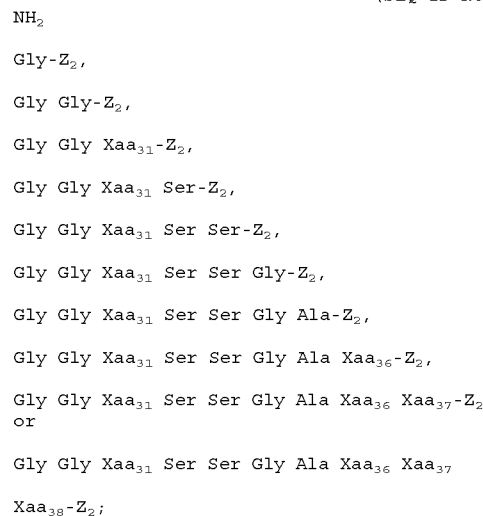 NH₂
Gly-Z₂,
Gly Gly-Z₂,
Gly Gly Xaa₃₁-Z₂,
Gly Gly Xaa₃₁ Ser-Z₂,
Gly Gly Xaa₃₁ Ser Ser-Z₂,
Gly Gly Xaa₃₁ Ser Ser Gly-Z₂,
Gly Gly Xaa₃₁ Ser Ser Gly Ala-Z₂,
Gly Gly Xaa₃₁ Ser Ser Gly Ala Xaa₃₆-Z₂,
Gly Gly Xaa₃₁ Ser Ser Gly Ala Xaa₃₆ Xaa₃₇-Z₂
or
Gly Gly Xaa₃₁ Ser Ser Gly Ala Xaa₃₆ Xaa₃₇
Xaa₃₈-Z₂;